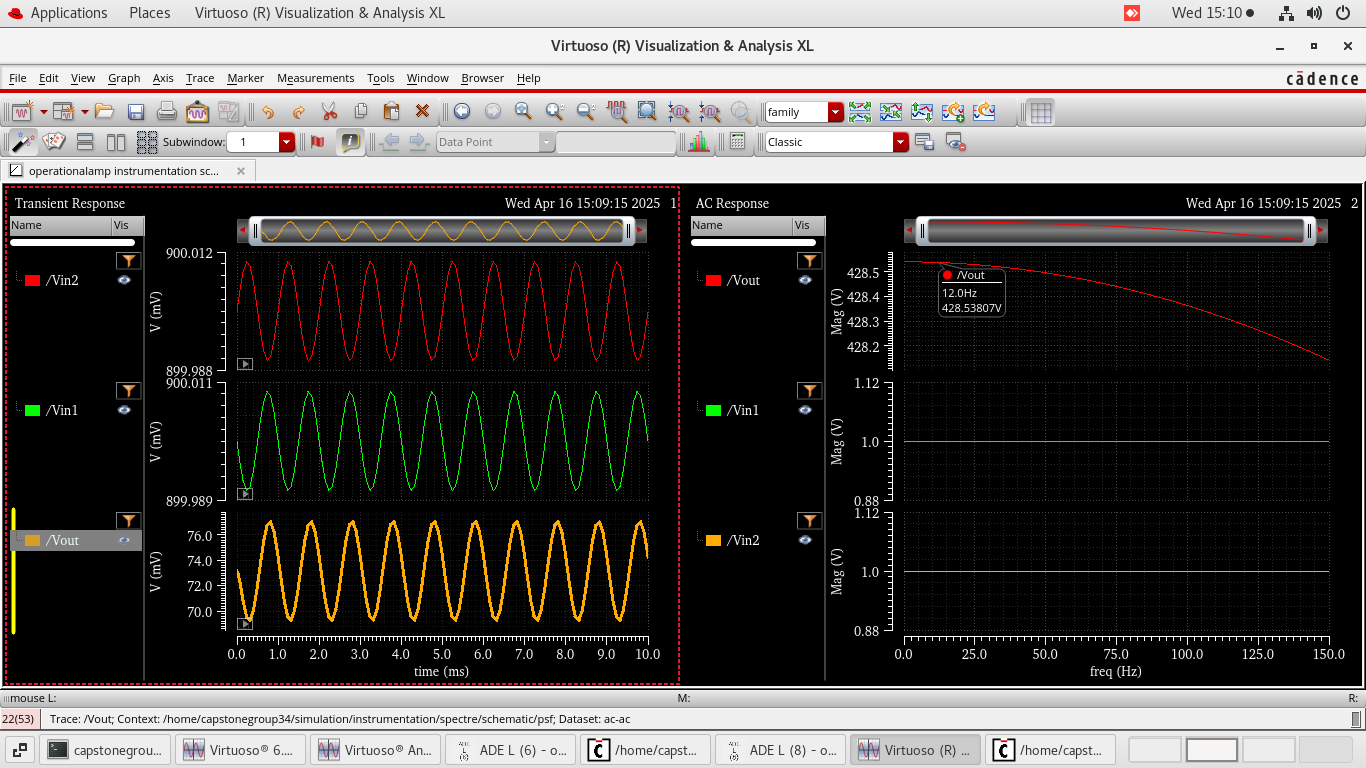 Applications Places Virtuoso (R) Visualization & Analysis XL Wed 15:10
Virtuoso (R) Visualization & Analysis XL
File Edit View Graph Axis Trace Marker Measurements Tools Window Browser Help
cādence
family
Subwindow: 1 Data Point Classic
operationalamp instrumentation sc...
Transient Response Wed Apr 16 15:09:15 2025 1
Name Vis
/Vin2
900.012
V (mV)
899.988
/Vin1
900.011
V (mV)
899.989
/Vout
76.0
74.0
72.0
70.0
V (mV)
0.0 1.0 2.0 3.0 4.0 5.0 6.0 7.0 8.0 9.0 10.0
time (ms)
AC Response Wed Apr 16 15:09:15 2025 2
Name Vis
/Vout
428.5
428.4
428.3
428.2
Mag (V)
/Vout
12.0Hz
428.53807V
/Vin1
1.12
1.0
0.88
Mag (V)
/Vin2
1.12
1.0
0.88
Mag (V)
0.0 25.0 50.0 75.0 100.0 125.0 150.0
freq (Hz)
mouse L: M: R:
22(53) Trace: /Vout; Context: /home/capstonegroup34/simulation/instrumentation/spectre/schematic/psf; Dataset: ac-ac
capstonegrou... Virtuoso® 6.... Virtuoso® An... ADE L (6) - o... /home/capst... ADE L (8) - o... Virtuoso (R) ... /home/capst...